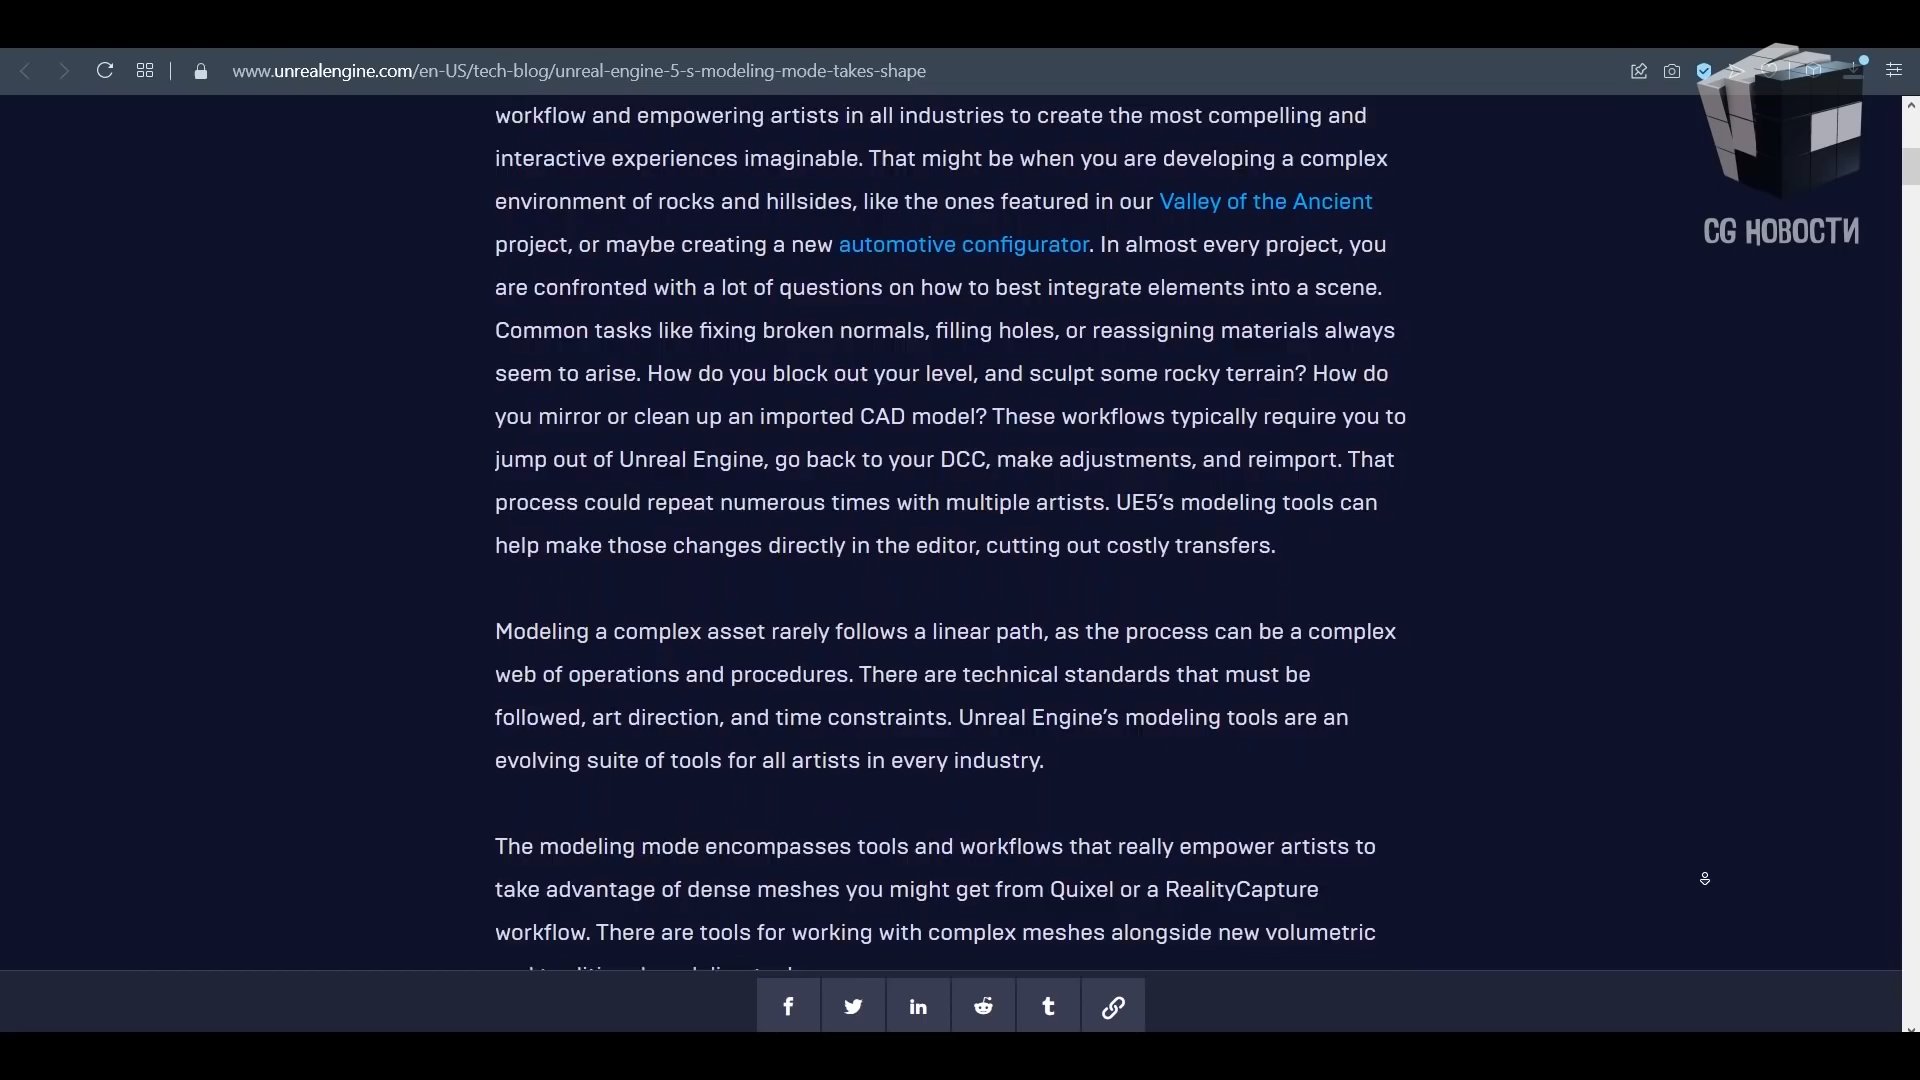 www.unrealengine.com/en-US/tech-blog/unreal-engine-5-s-modeling-mode-takes-shape
CG НОВОСТИ
workflow and empowering artists in all industries to create the most compelling and
interactive experiences imaginable. That might be when you are developing a complex
environment of rocks and hillsides, like the ones featured in our Valley of the Ancient
project, or maybe creating a new automotive configurator. In almost every project, you
are confronted with a lot of questions on how to best integrate elements into a scene.
Common tasks like fixing broken normals, filling holes, or reassigning materials always
seem to arise. How do you block out your level, and sculpt some rocky terrain? How do
you mirror or clean up an imported CAD model? These workflows typically require you to
jump out of Unreal Engine, go back to your DCC, make adjustments, and reimport. That
process could repeat numerous times with multiple artists. UE5’s modeling tools can
help make those changes directly in the editor, cutting out costly transfers.
Modeling a complex asset rarely follows a linear path, as the process can be a complex
web of operations and procedures. There are technical standards that must be
followed, art direction, and time constraints. Unreal Engine’s modeling tools are an
evolving suite of tools for all artists in every industry.
The modeling mode encompasses tools and workflows that really empower artists to
take advantage of dense meshes you might get from Quixel or a RealityCapture
workflow. There are tools for working with complex meshes alongside new volumetric